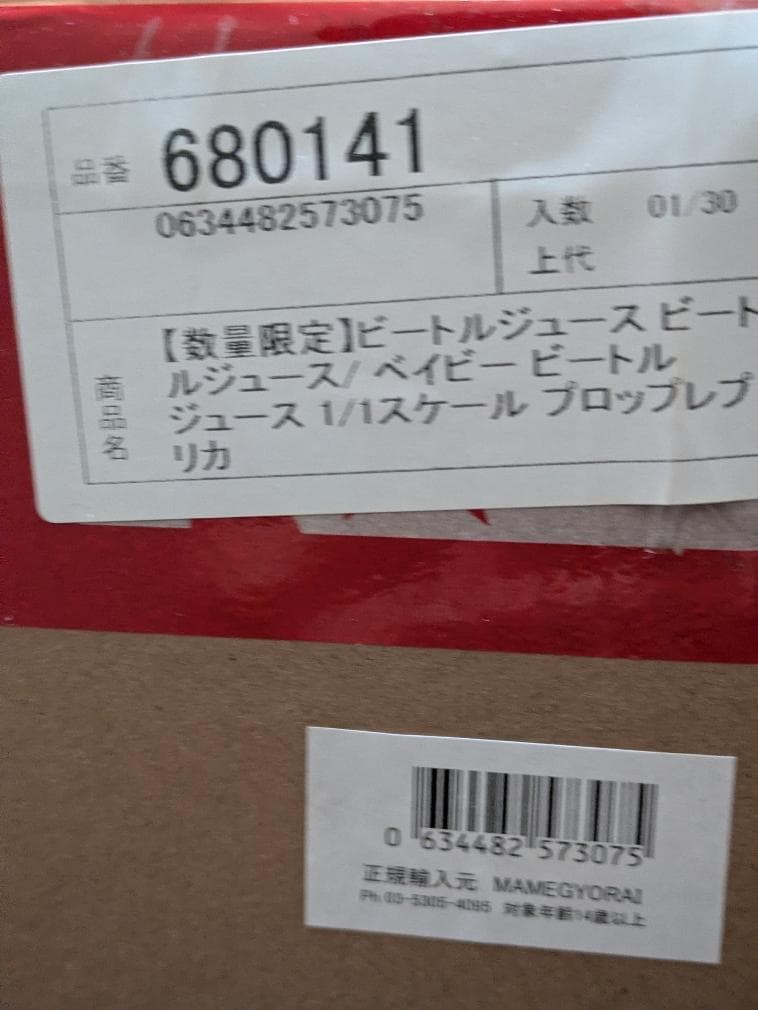 品番 680141
0634482573075
入数 01/30
上代
商品名
【数量限定】ビートルジュース ビート
ルジュース/ ベイビー ビートル
ジュース 1/1スケール プロップレプ
リカ
0 634482 573075
正規輸入元 MAMEGYORAI
Ph.03-5305-4095 対象年齢14歳以上